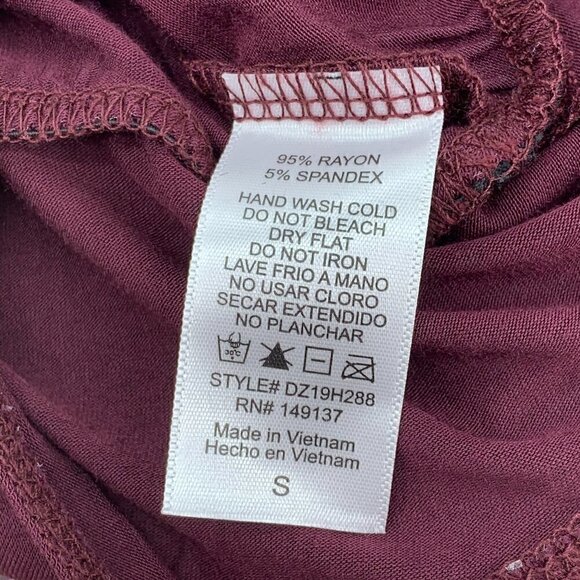 95% RAYON
5% SPANDEX
HAND WASH COLD
DO NOT BLEACH
DRY FLAT
DO NOT IRON
LAVE FRIO A MANO
NO USAR CLORO
SECAR EXTENDIDO
NO PLANCHAR
30°C
STYLE# DZ19H288
RN# 149137
Made in Vietnam
Hecho en Vietnam
S